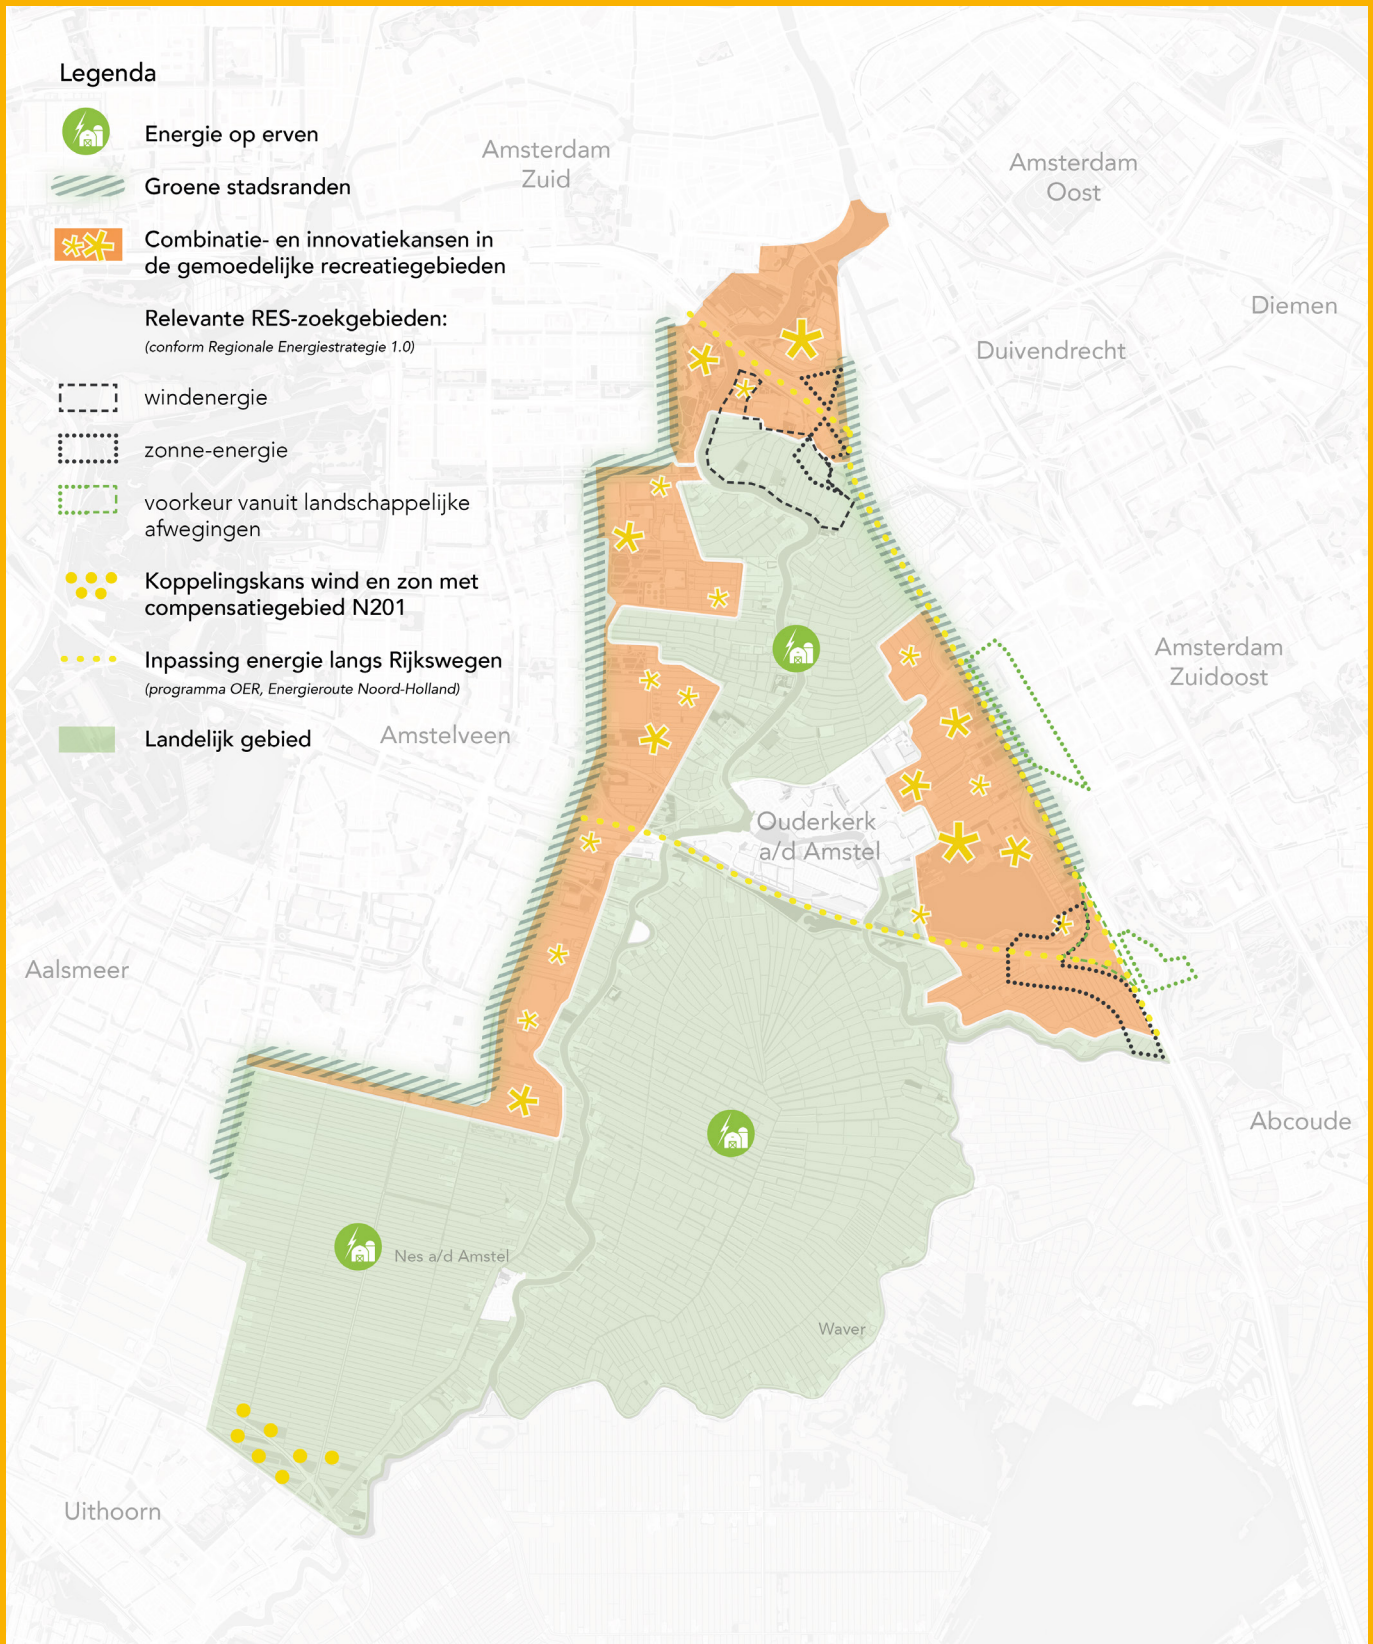 Legenda
Energie op erven
Groene stadsranden
Combinatie- en innovatiekansen in
de gemoedelijke recreatiegebieden
Relevante RES-zoekgebieden:
(conform Regionale Energiestrategie 1.0)
windenergie
zonne-energie
voorkeur vanuit landschappelijke
afwegingen
Koppelingskans wind en zon met
compensatiegebied N201
Inpassing energie langs Rijkswegen
(programma OER, Energieroute Noord-Holland)
Landelijk gebied
Amsterdam
Zuid
Amsterdam
Oost
Diemen
Duivendrecht
Amsterdam
Zuidoost
Amstelveen
Ouderkerk
a/d Amstel
Aalsmeer
Abcoude
Nes a/d Amstel
Waver
Uithoorn